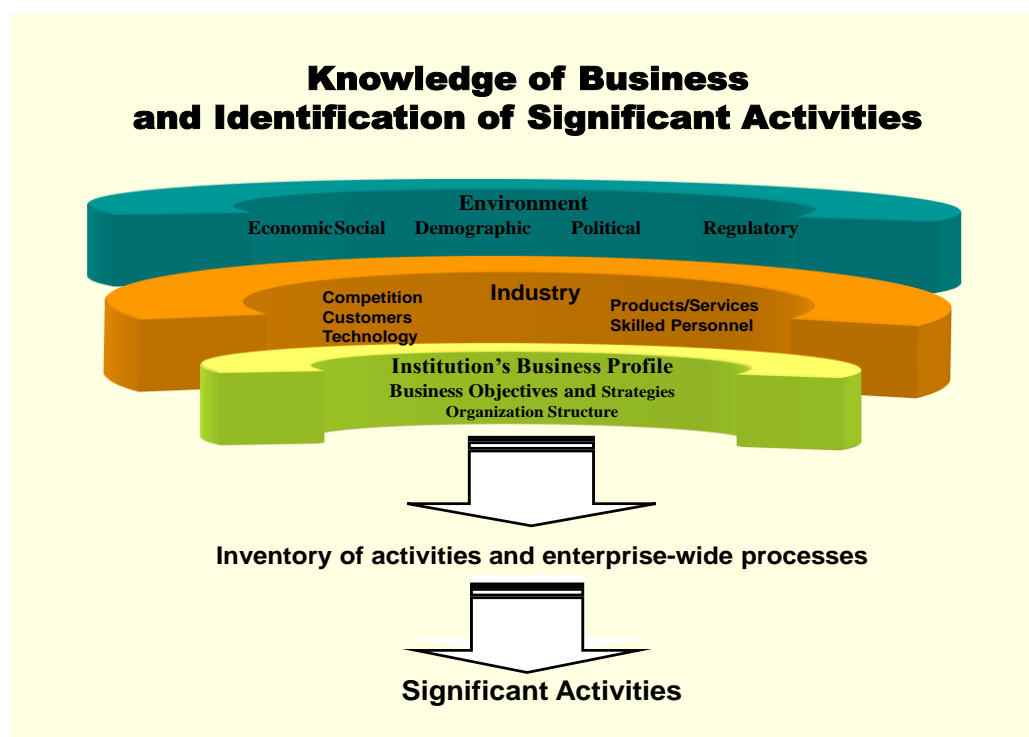 Knowledge of Business
and Identification of Significant Activities
Environment
Economic Social Demographic Political Regulatory
Industry
Competition
Customers
Technology
Products/Services
Skilled Personnel
Institution's Business Profile
Business Objectives and Strategies
Organization Structure
Inventory of activities and enterprise-wide processes
Significant Activities